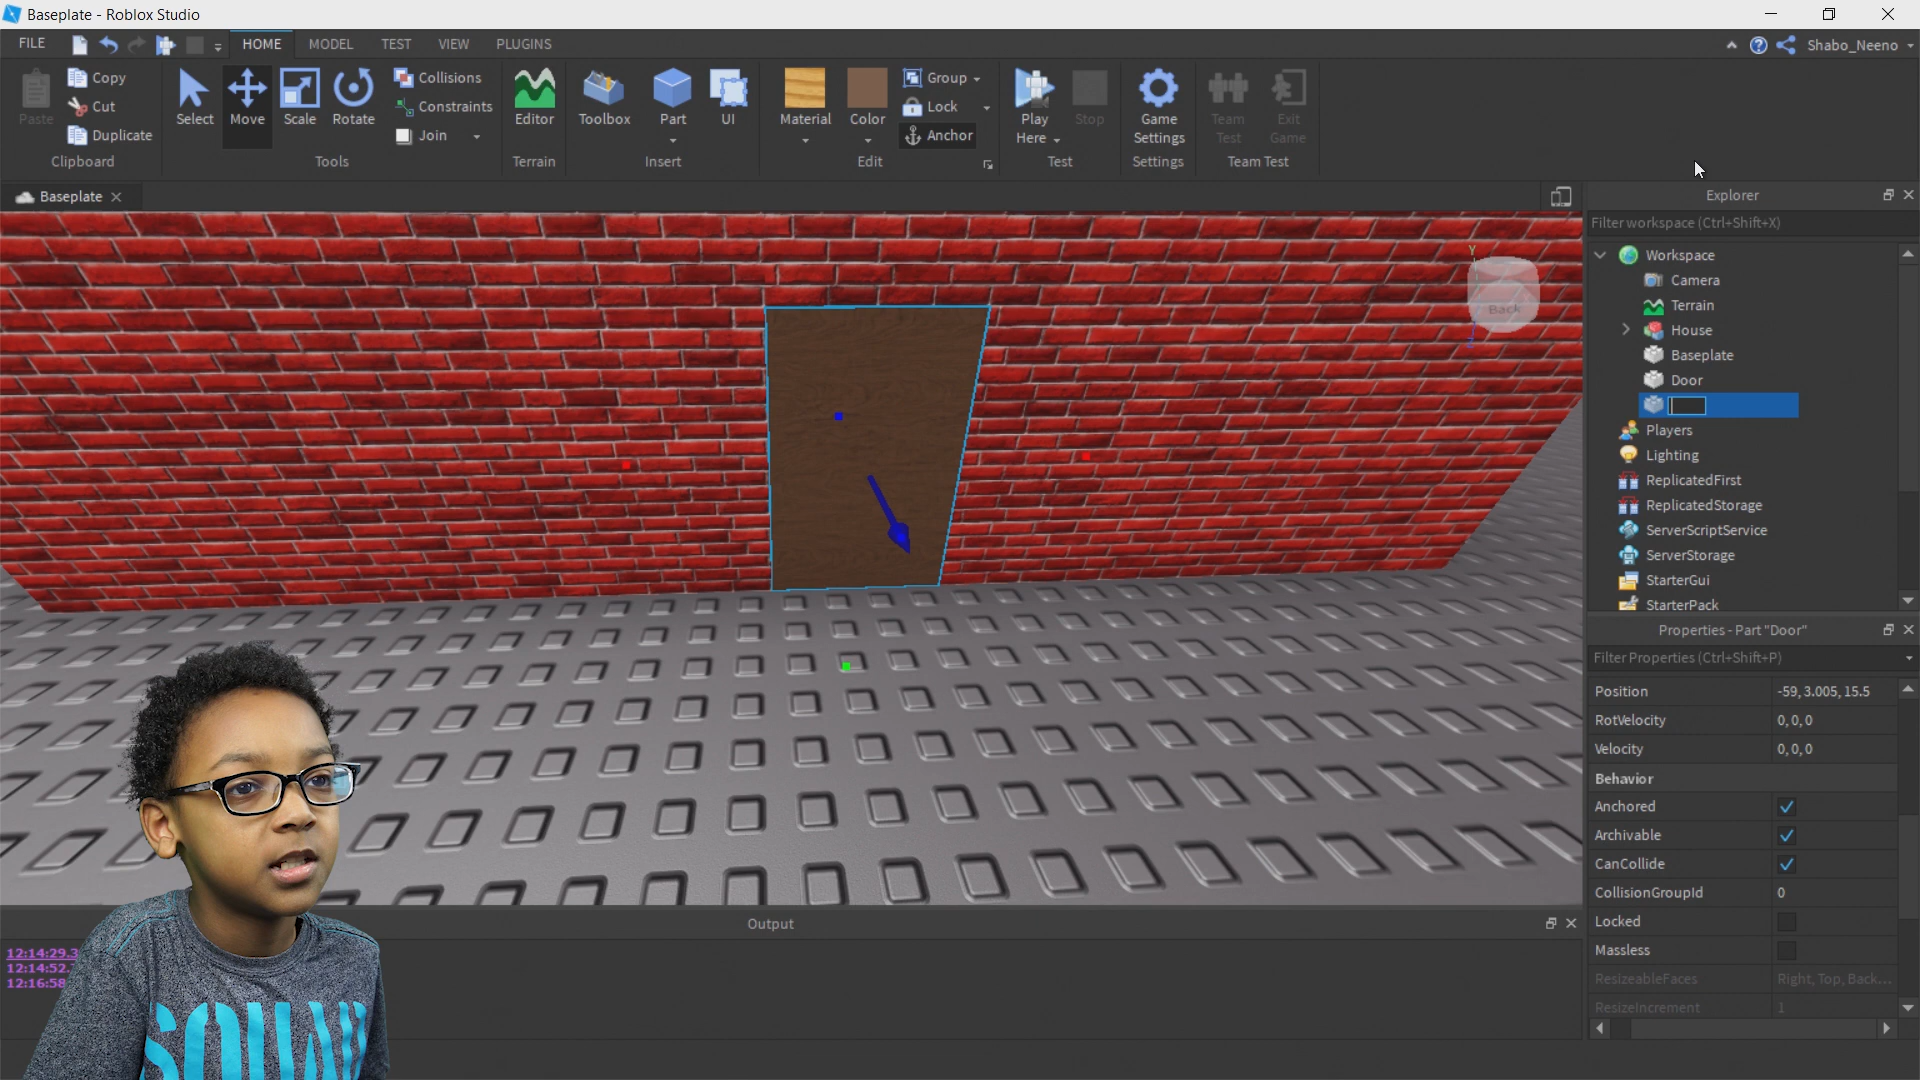 Baseplate - Roblox Studio
FILE HOME MODEL TEST VIEW PLUGINS Shabo_Neeno
Paste Copy Cut Duplicate Clipboard
Select Move Scale Rotate Collisions Constraints Join Tools
Editor Terrain
Toolbox Part UI Insert
Material Color Group Lock Anchor Edit
Play Here Stop Test
Game Settings Settings
Team Test Exit Game Team Test
Baseplate
Back
Y
Explorer
Filter workspace (Ctrl+Shift+X)
Workspace
Camera
Terrain
House
Baseplate
Door
Players
Lighting
ReplicatedFirst
ReplicatedStorage
ServerScriptService
ServerStorage
StarterGui
StarterPack
Properties - Part "Door"
Filter Properties (Ctrl+Shift+P)
Position -59, 3.005, 15.5
RotVelocity 0, 0, 0
Velocity 0, 0, 0
Behavior
Anchored
Archivable
CanCollide
CollisionGroupId 0
Locked
Massless
ResizeableFaces Right, Top, Back...
ResizeIncrement 1
Output
12:14:29.3
12:14:52.
12:16:58
SQUAD